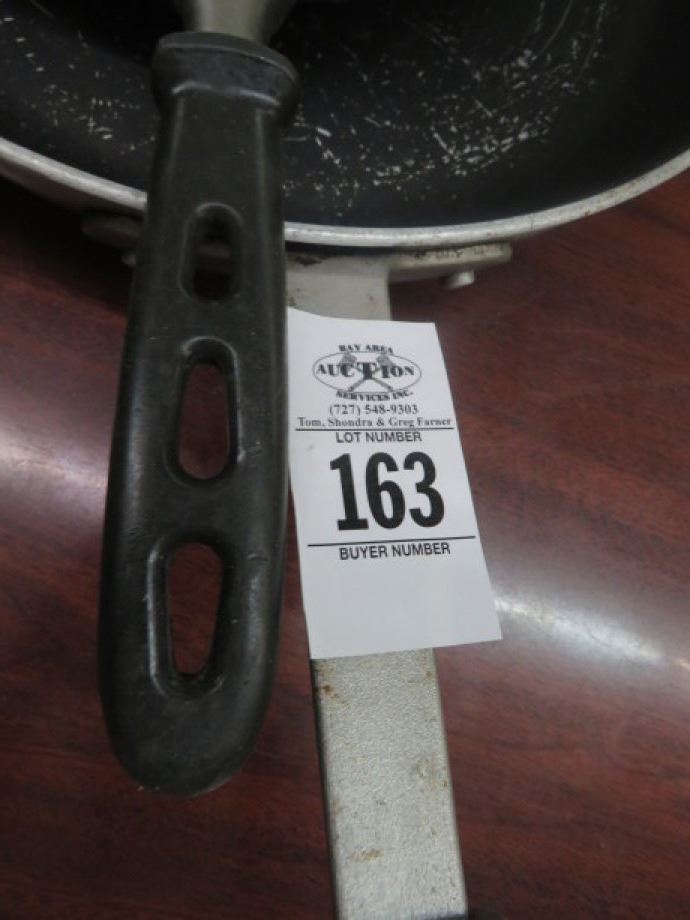 BAY AREA
AUCTION
SERVICES INC.
(727) 548-9303
Tom, Shondra & Greg Farner
LOT NUMBER
163
BUYER NUMBER